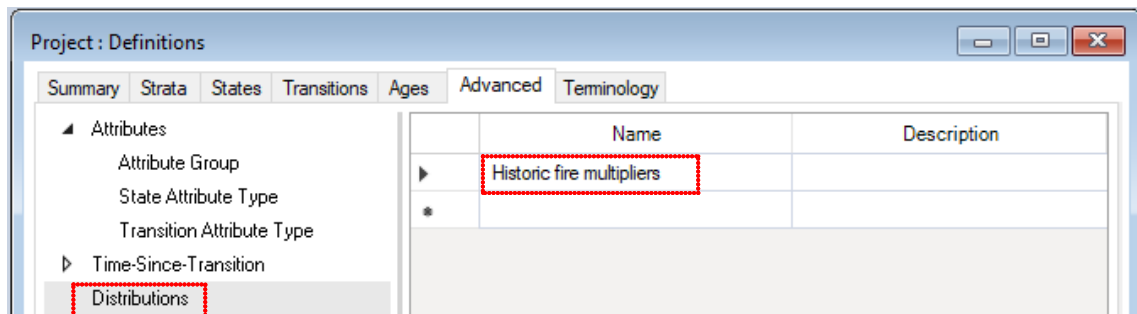 Project : Definitions
Summary Strata States Transitions Ages Advanced Terminology
Attributes
Attribute Group
State Attribute Type
Transition Attribute Type
Time-Since-Transition
Distributions
Name Description
Historic fire multipliers